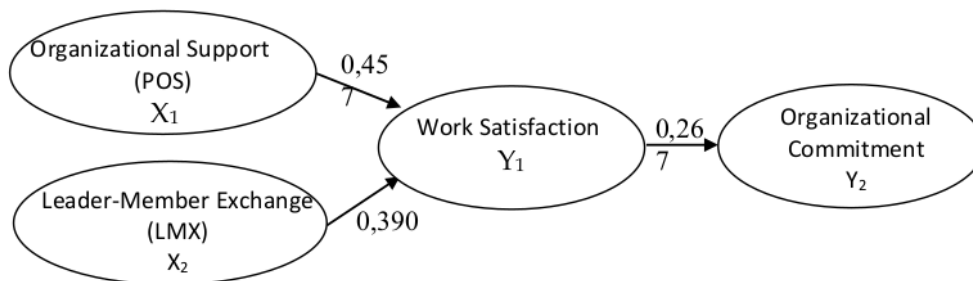 Organizational Support
(POS)
X1
0,45
7
Work Satisfaction
Y1
0,26
7
Organizational
Commitment
Y2
Leader-Member Exchange
(LMX)
X2
0,390